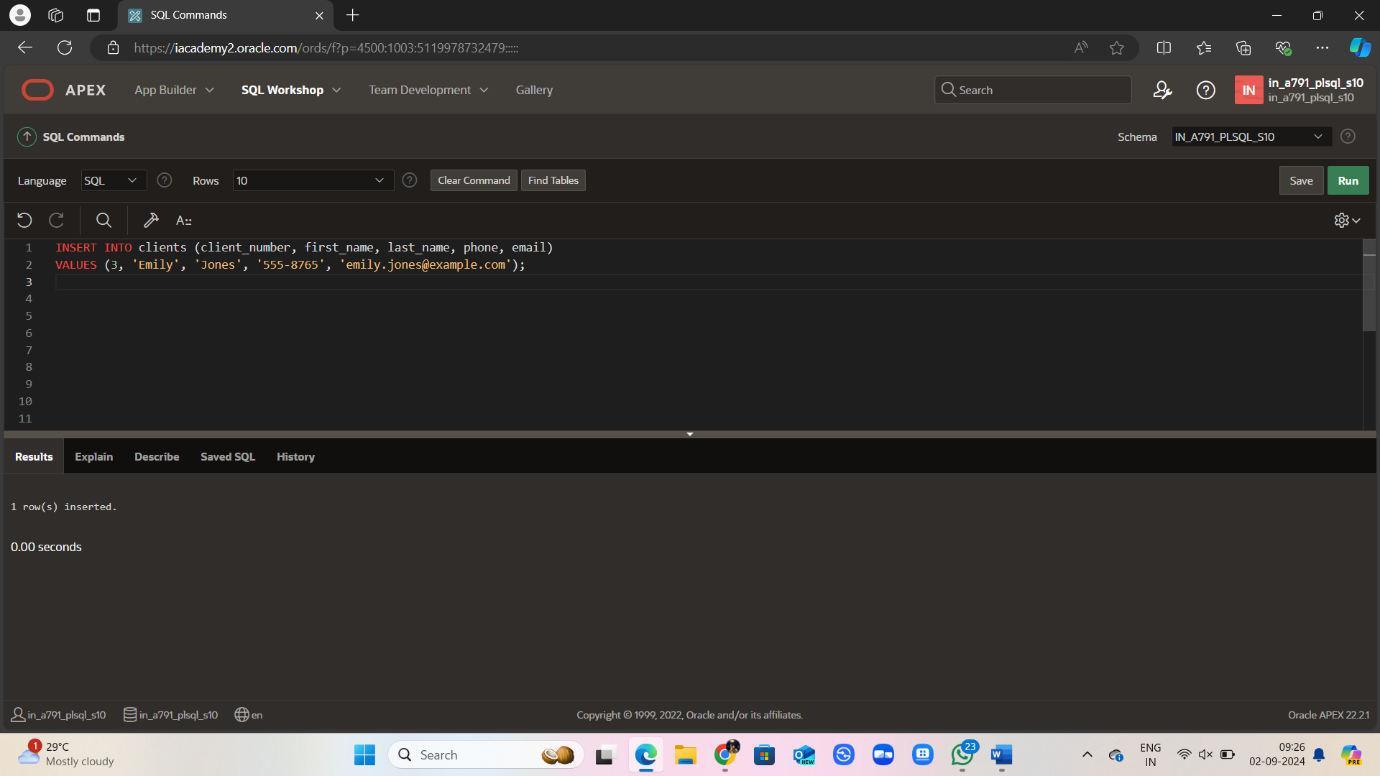 SQL Commands
https://iacademy2.oracle.com/ords/f?p=4500:1003:5119978732479:::::
APEX App Builder SQL Workshop Team Development Gallery Search IN in_a791_plsql_s10
in_a791_plsql_s10
SQL Commands Schema IN_A791_PLSQL_S10
Language SQL Rows 10 Clear Command Find Tables Save Run
A::
1 INSERT INTO clients (client_number, first_name, last_name, phone, email)
2 VALUES (3, 'Emily', 'Jones', '555-8765', 'emily.jones@example.com');
3
4
5
6
7
8
9
10
11
Results Explain Describe Saved SQL History
1 row(s) inserted.
0.00 seconds
in_a791_plsql_s10 in_a791_plsql_s10 en Copyright © 1999, 2022, Oracle and/or its affiliates. Oracle APEX 22.2.1
1 29°C
Mostly cloudy
Search
NEW
23
ENG
IN
09:26
02-09-2024
PRE